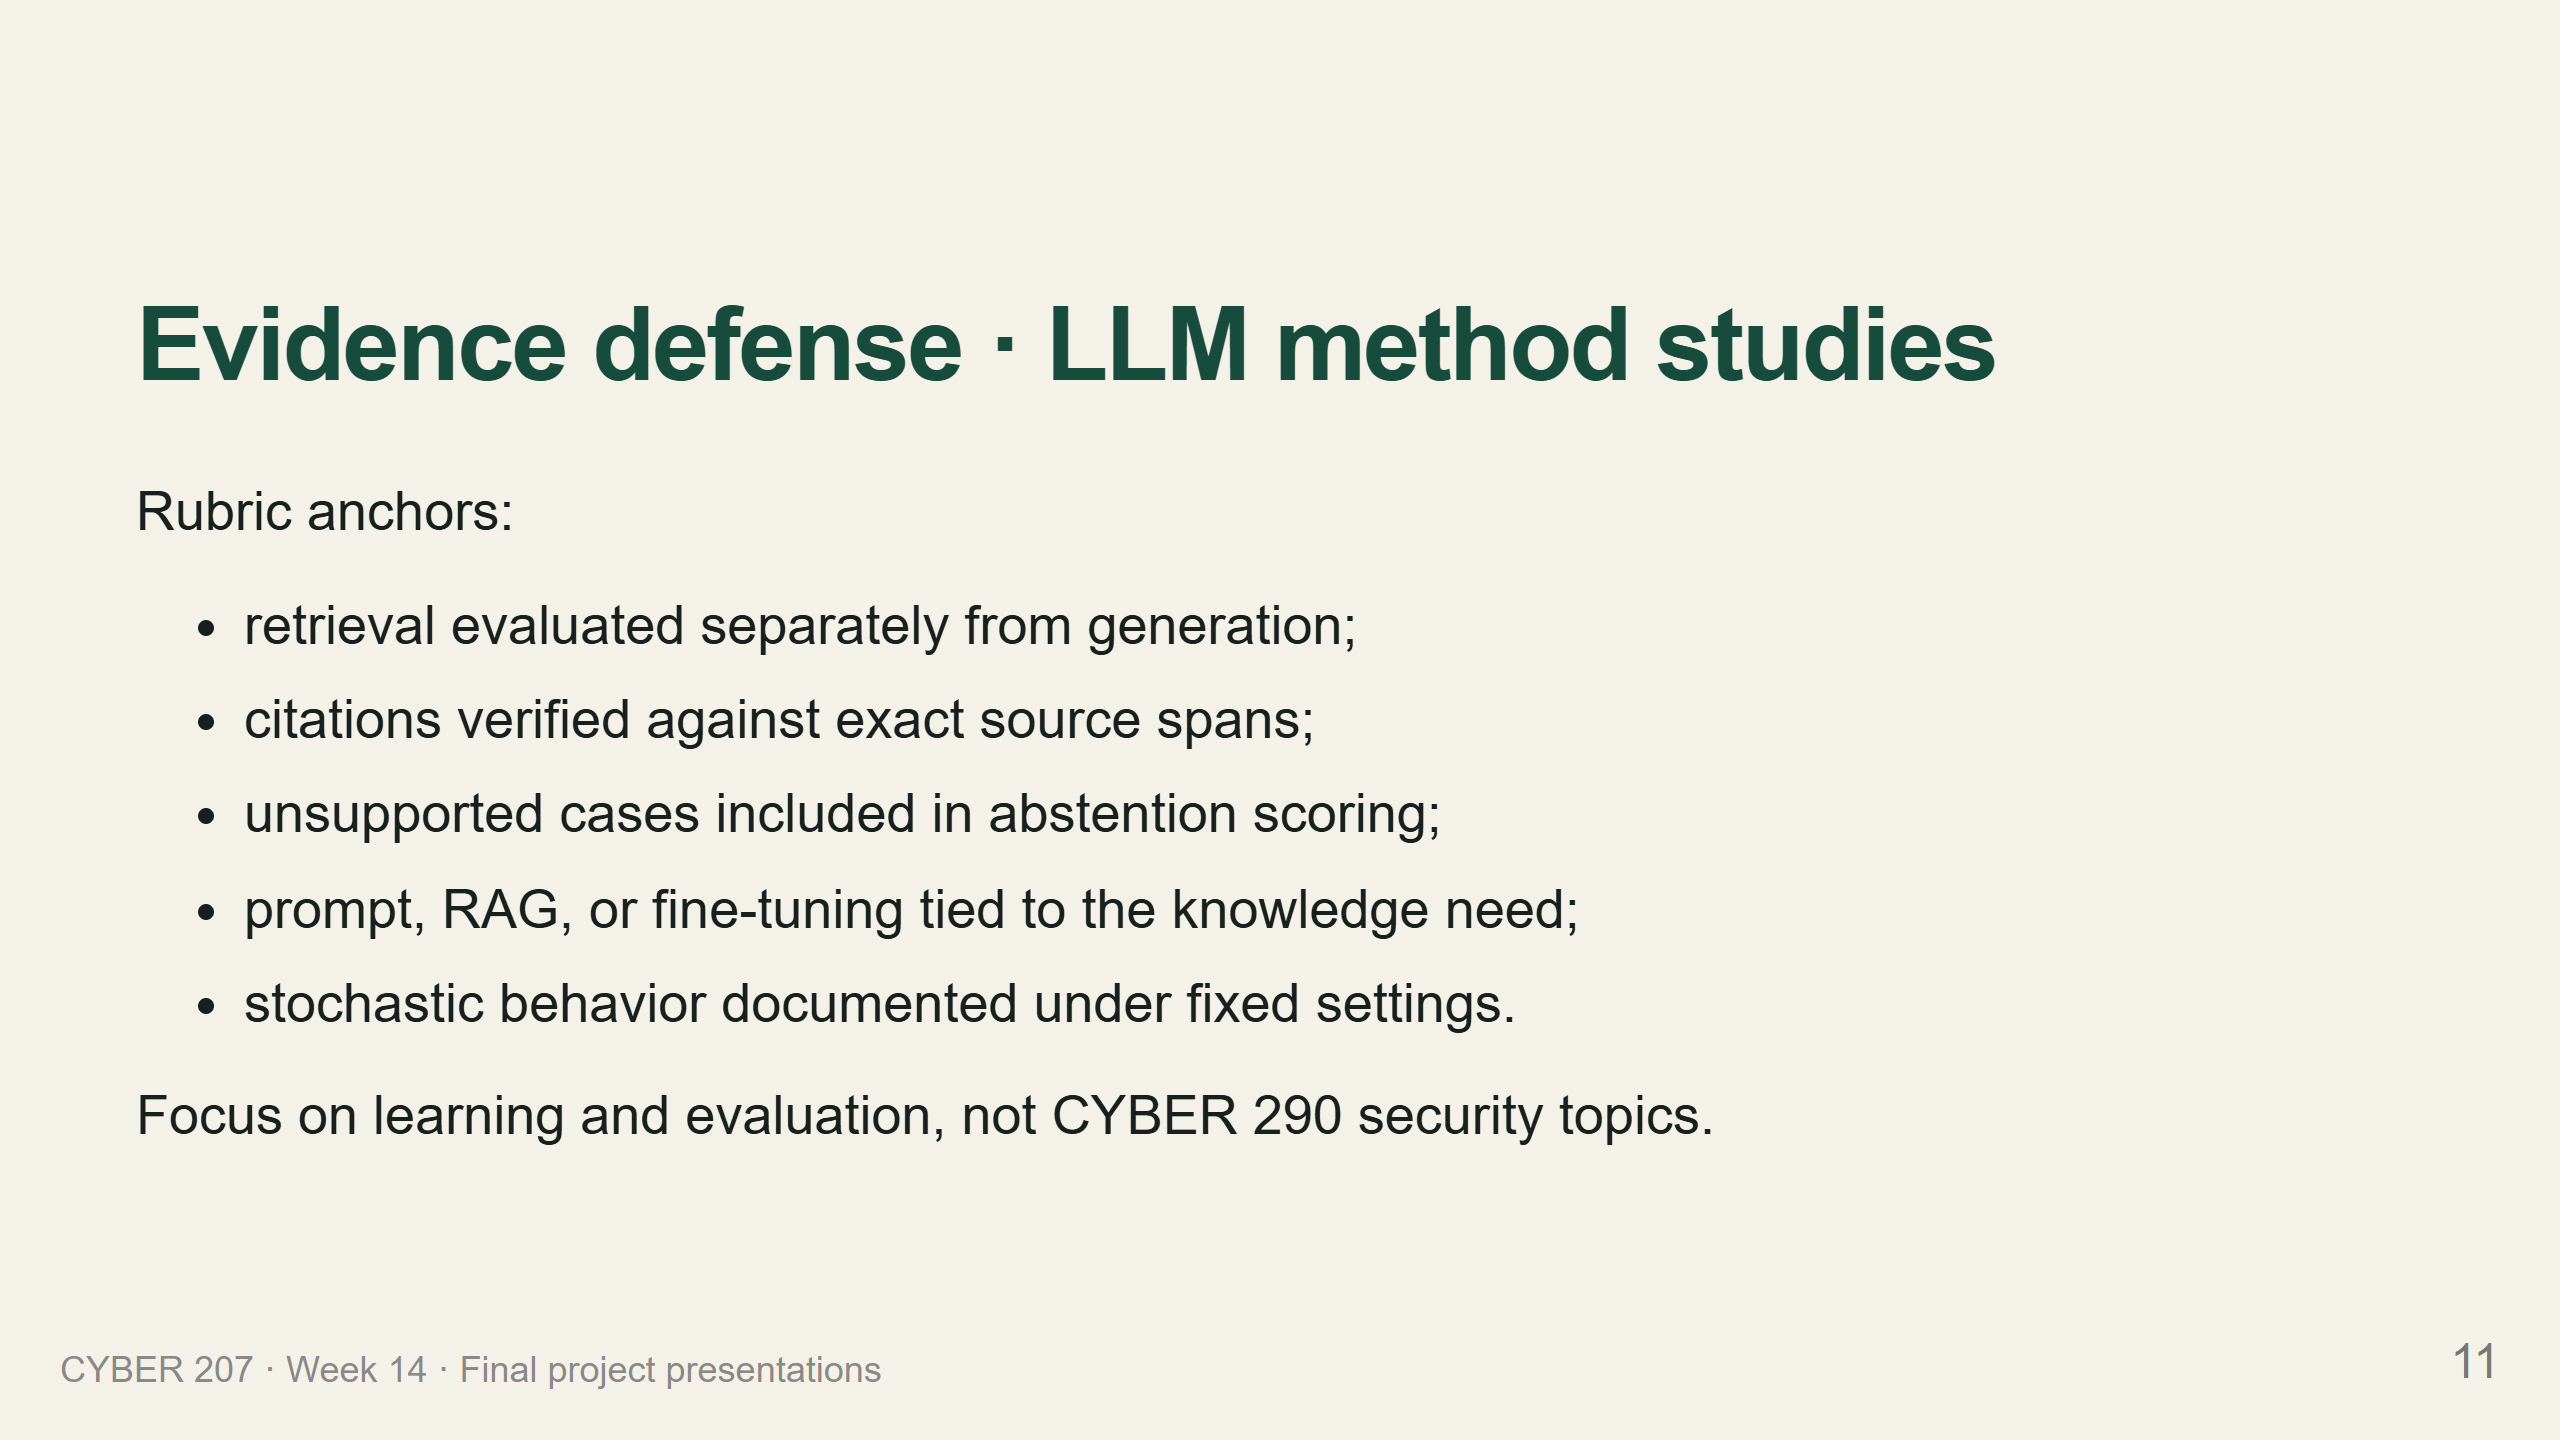 Evidence defense · LLM method studies
Rubric anchors:
• retrieval evaluated separately from generation;
• citations verified against exact source spans;
• unsupported cases included in abstention scoring;
• prompt, RAG, or fine-tuning tied to the knowledge need;
• stochastic behavior documented under fixed settings.
Focus on learning and evaluation, not CYBER 290 security topics.
CYBER 207 · Week 14 · Final project presentations
11